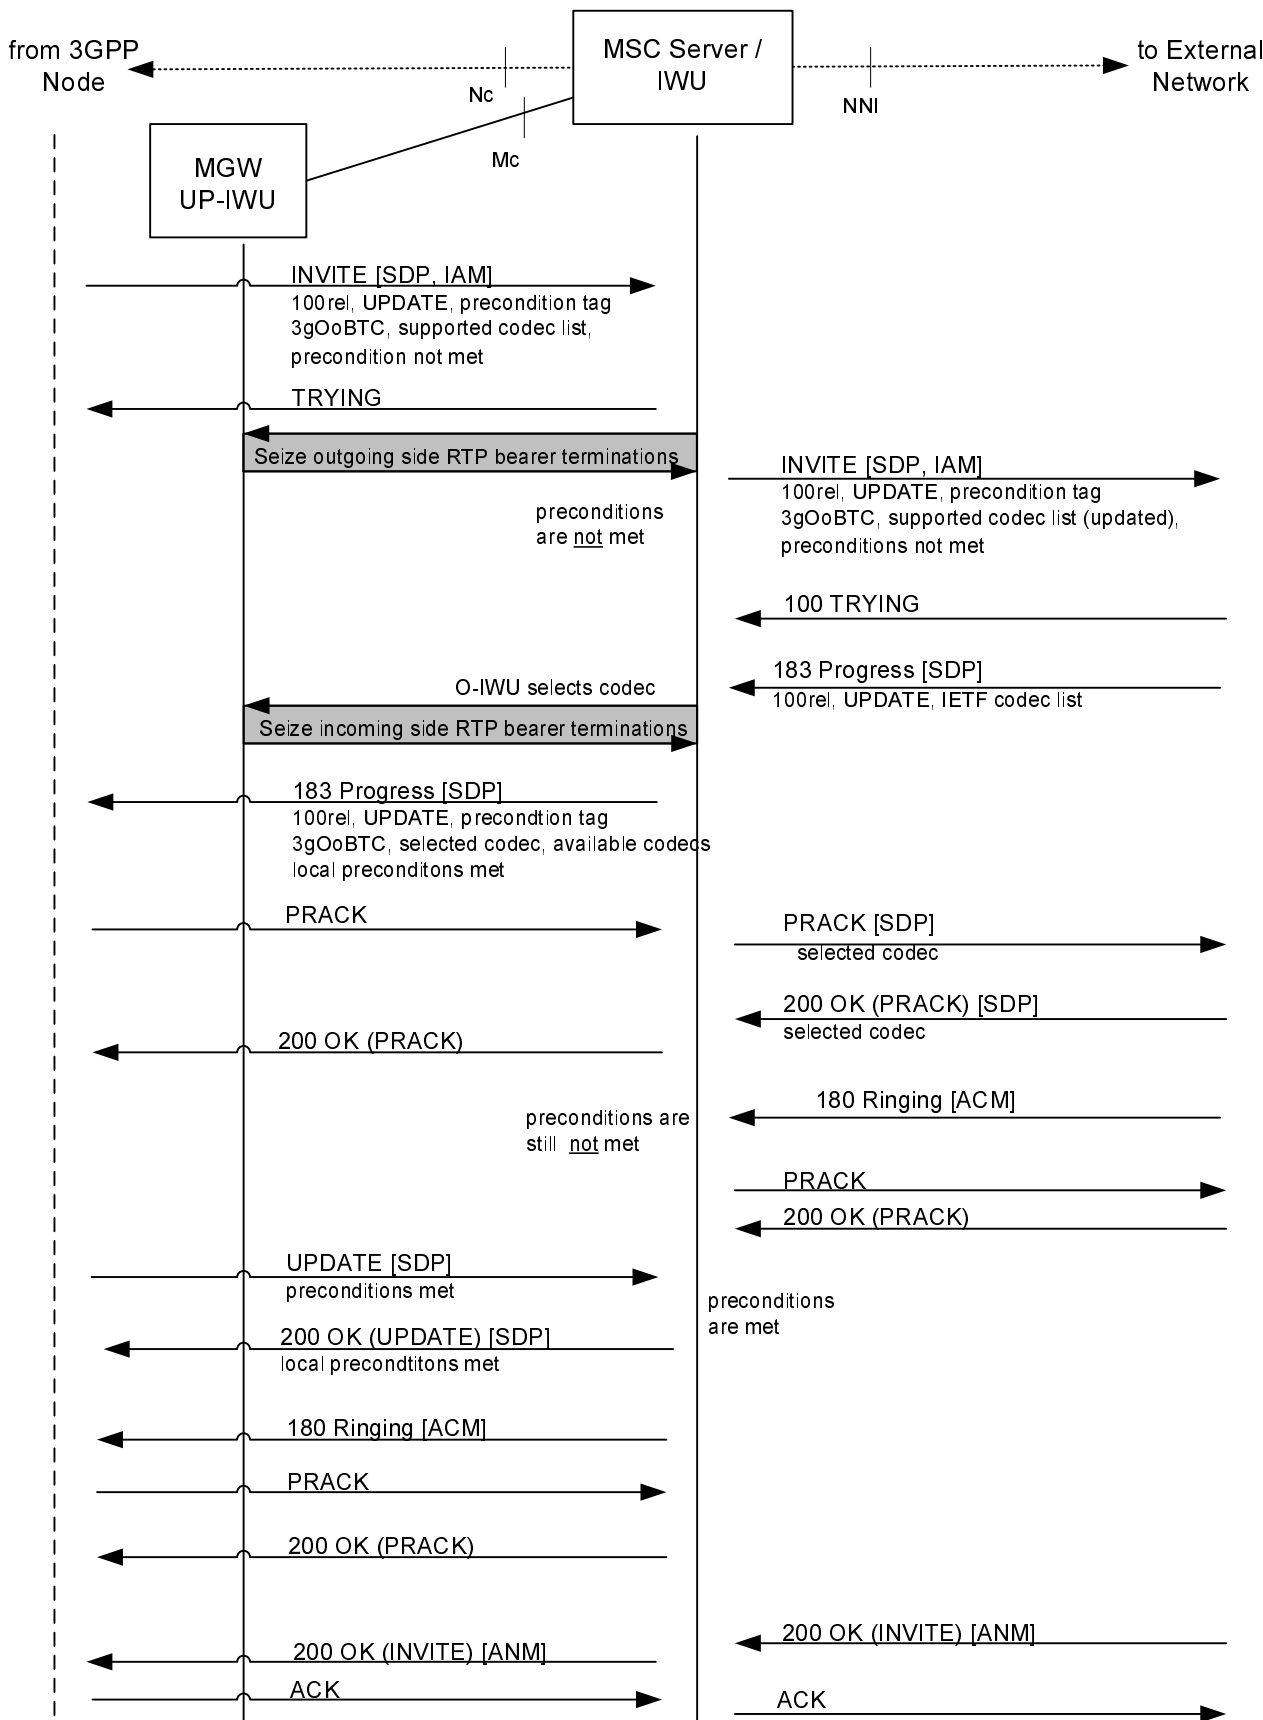 from 3GPP
Node
MSC Server /
IWU
to External
Network
Nc
NNI
Mc
MGW
UP-IWU
INVITE [SDP, IAM]
100rel, UPDATE, precondition tag
3gOoBTC, supported codec list,
precondition not met
TRYING
Seize outgoing side RTP bearer terminations
INVITE [SDP, IAM]
100rel, UPDATE, precondition tag
3gOoBTC, supported codec list (updated),
preconditions not met
preconditions
are not met
100 TRYING
183 Progress [SDP]
100rel, UPDATE, IETF codec list
O-IWU selects codec
Seize incoming side RTP bearer terminations
183 Progress [SDP]
100rel, UPDATE, precondtion tag
3gOoBTC, selected codec, available codecs
local preconditons met
PRACK
PRACK [SDP]
selected codec
200 OK (PRACK) [SDP]
selected codec
200 OK (PRACK)
180 Ringing [ACM]
preconditions are
still not met
PRACK
200 OK (PRACK)
UPDATE [SDP]
preconditions met
preconditions
are met
200 OK (UPDATE) [SDP]
local precondtitons met
180 Ringing [ACM]
PRACK
200 OK (PRACK)
200 OK (INVITE) [ANM]
200 OK (INVITE) [ANM]
ACK
ACK